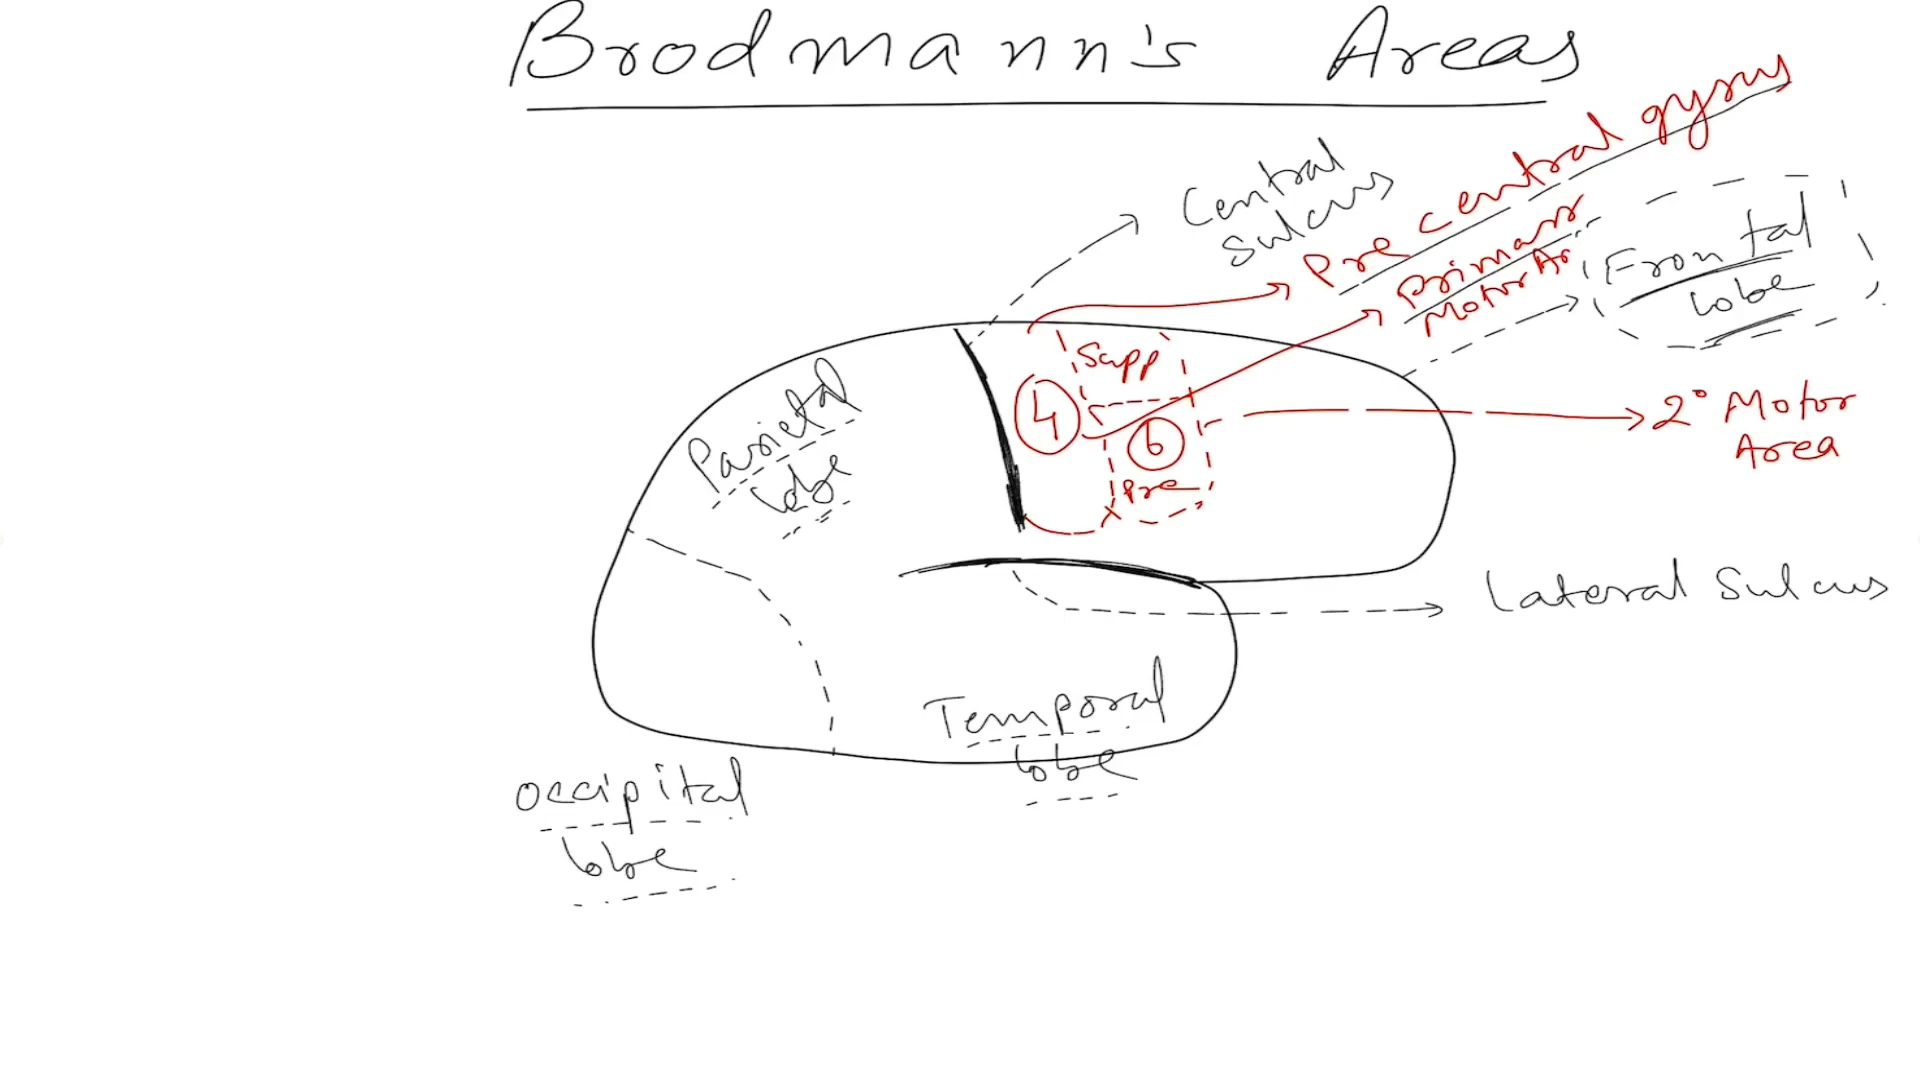 Brodmann's Areas
Central
Sulcus
Pre central gyrus
Primary
Motor Ar
Frontal
lobe
Supp
4
6
Pre
2° Motor
Area
Parietal
lobe
Lateral Sulcus
Temporal
lobe
occipital
lobe